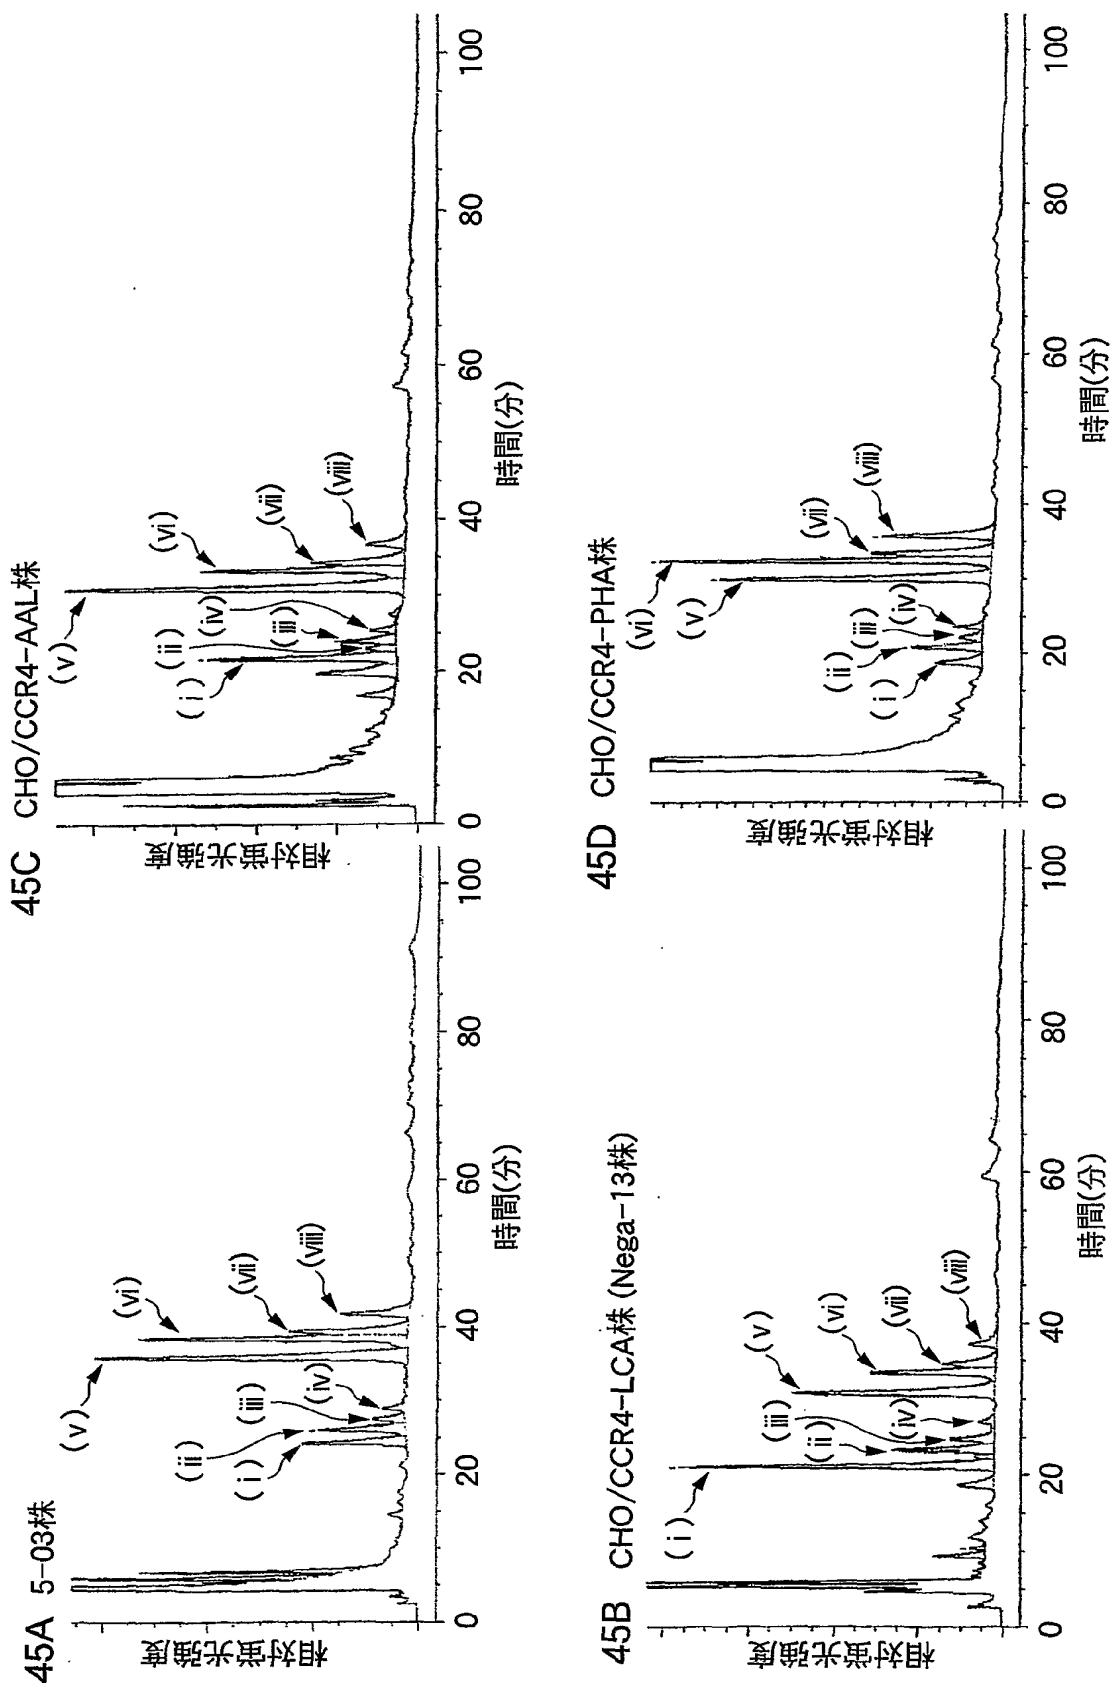 45A 5-03株
相対蛍光強度
(i)
(ii)
(iii)
(iv)
(v)
(vi)
(vii)
(viii)
0 20 40 60 80 100
時間(分)
45B CHO/CCR4-LCA株 (Nega-13株)
相対蛍光強度
(i)
(ii)
(iii)
(iv)
(v)
(vi)
(vii)
(viii)
0 20 40 60 80 100
時間(分)
45C CHO/CCR4-AAL株
相対蛍光強度
(i)
(ii)
(iii)
(iv)
(v)
(vi)
(vii)
(viii)
0 20 40 60 80 100
時間(分)
45D CHO/CCR4-PHA株
相対蛍光強度
(i)
(ii)
(iii)
(iv)
(v)
(vi)
(vii)
(viii)
0 20 40 60 80 100
時間(分)